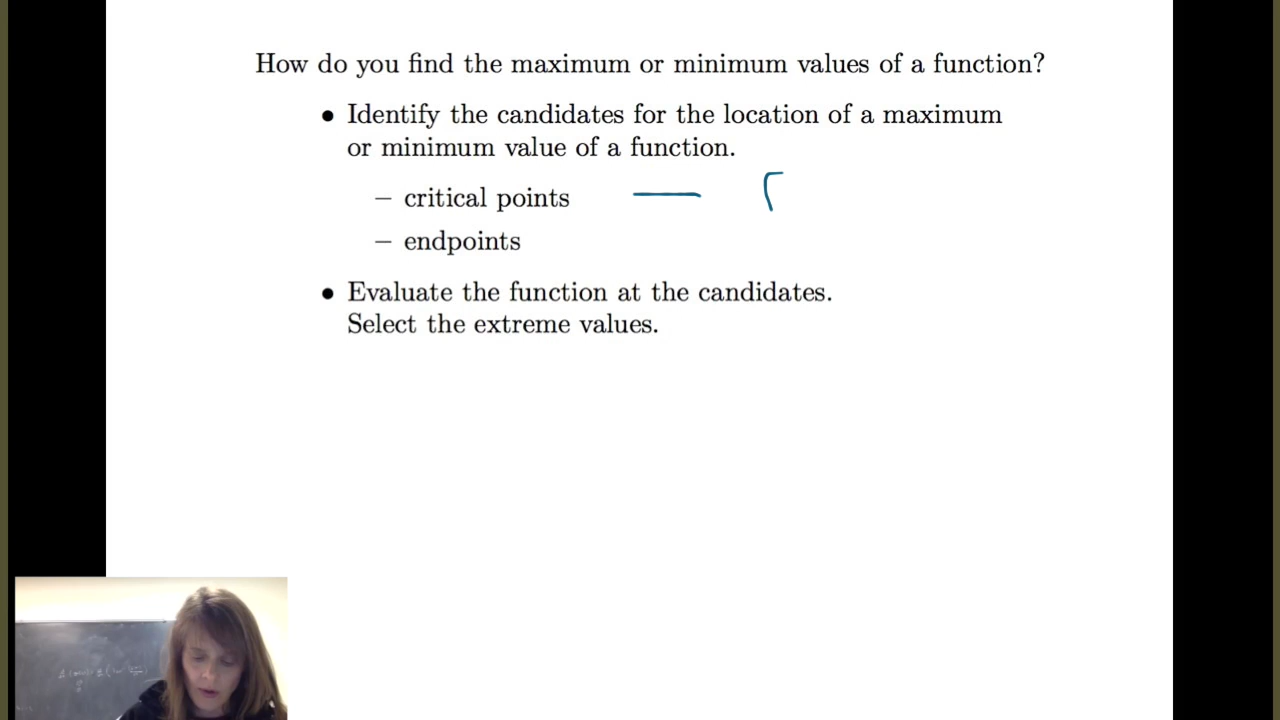 How do you find the maximum or minimum values of a function?
• Identify the candidates for the location of a maximum
or minimum value of a function.
– critical points
– endpoints
• Evaluate the function at the candidates.
Select the extreme values.